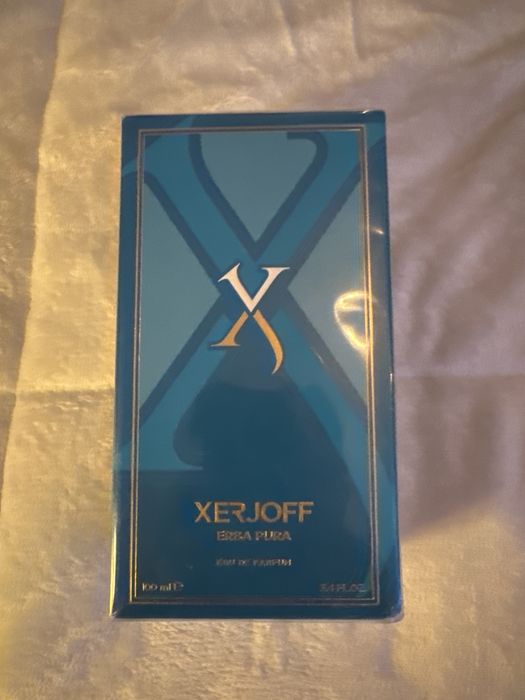 X
XERJOFF
ERBA PURA
EAU DE PARFUM
100 ml ℮
3.4 FL.OZ.